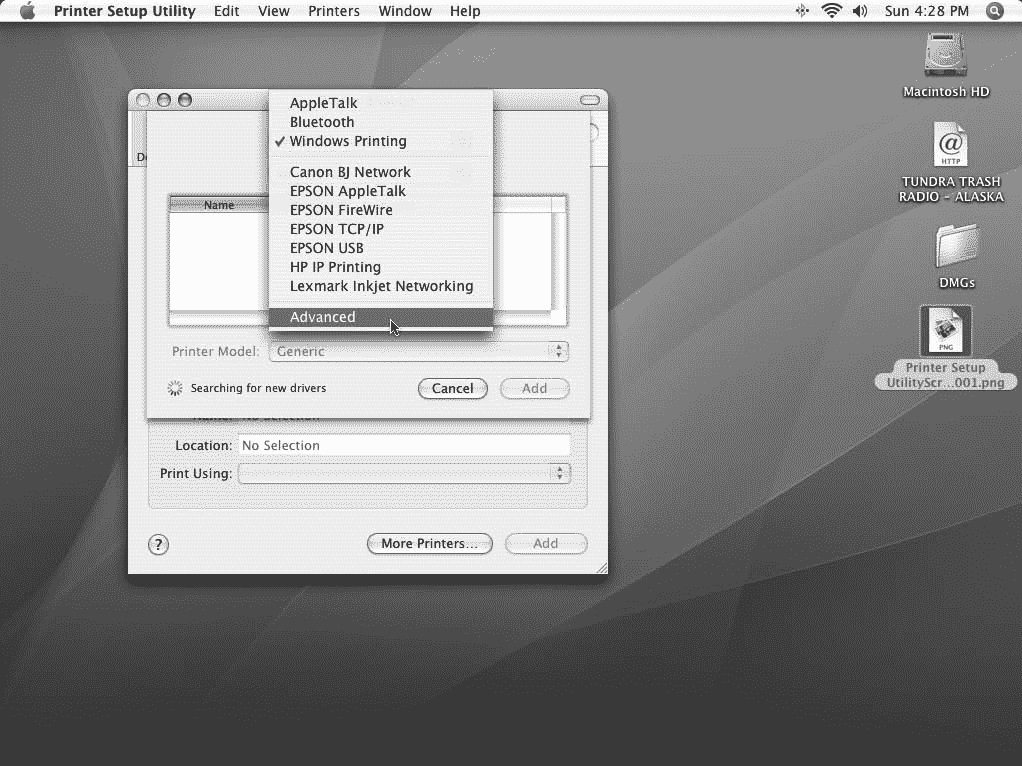 Printer Setup Utility Edit View Printers Window Help Sun 4:28 PM
Macintosh HD
HTTP
TUNDRA TRASH
RADIO - ALASKA
DMGs
PNG
Printer Setup
UtilityScr...001.png
AppleTalk
Bluetooth
✓ Windows Printing
Canon BJ Network
EPSON AppleTalk
EPSON FireWire
EPSON TCP/IP
EPSON USB
HP IP Printing
Lexmark Inkjet Networking
Advanced
Name
Printer Model: Generic
Searching for new drivers
Cancel Add
Location: No Selection
Print Using:
? More Printers... Add